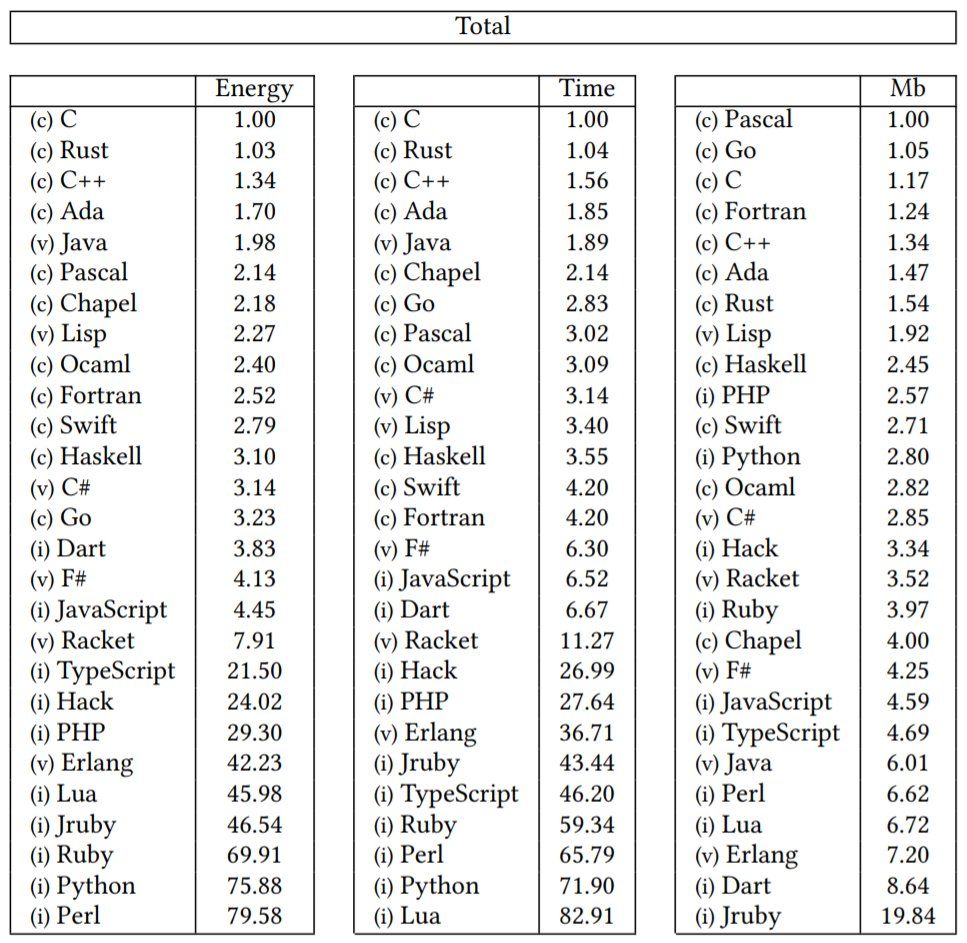 Total
Energy
(c) C 1.00
(c) Rust 1.03
(c) C++ 1.34
(c) Ada 1.70
(v) Java 1.98
(c) Pascal 2.14
(c) Chapel 2.18
(v) Lisp 2.27
(c) Ocaml 2.40
(c) Fortran 2.52
(c) Swift 2.79
(c) Haskell 3.10
(v) C# 3.14
(c) Go 3.23
(i) Dart 3.83
(v) F# 4.13
(i) JavaScript 4.45
(v) Racket 7.91
(i) TypeScript 21.50
(i) Hack 24.02
(i) PHP 29.30
(v) Erlang 42.23
(i) Lua 45.98
(i) Jruby 46.54
(i) Ruby 69.91
(i) Python 75.88
(i) Perl 79.58
Time
(c) C 1.00
(c) Rust 1.04
(c) C++ 1.56
(c) Ada 1.85
(v) Java 1.89
(c) Chapel 2.14
(c) Go 2.83
(c) Pascal 3.02
(c) Ocaml 3.09
(v) C# 3.14
(v) Lisp 3.40
(c) Haskell 3.55
(c) Swift 4.20
(c) Fortran 4.20
(v) F# 6.30
(i) JavaScript 6.52
(i) Dart 6.67
(v) Racket 11.27
(i) Hack 26.99
(i) PHP 27.64
(v) Erlang 36.71
(i) Jruby 43.44
(i) TypeScript 46.20
(i) Ruby 59.34
(i) Perl 65.79
(i) Python 71.90
(i) Lua 82.91
Mb
(c) Pascal 1.00
(c) Go 1.05
(c) C 1.17
(c) Fortran 1.24
(c) C++ 1.34
(c) Ada 1.47
(c) Rust 1.54
(v) Lisp 1.92
(c) Haskell 2.45
(i) PHP 2.57
(c) Swift 2.71
(i) Python 2.80
(c) Ocaml 2.82
(v) C# 2.85
(i) Hack 3.34
(v) Racket 3.52
(i) Ruby 3.97
(c) Chapel 4.00
(v) F# 4.25
(i) JavaScript 4.59
(i) TypeScript 4.69
(v) Java 6.01
(i) Perl 6.62
(i) Lua 6.72
(v) Erlang 7.20
(i) Dart 8.64
(i) Jruby 19.84